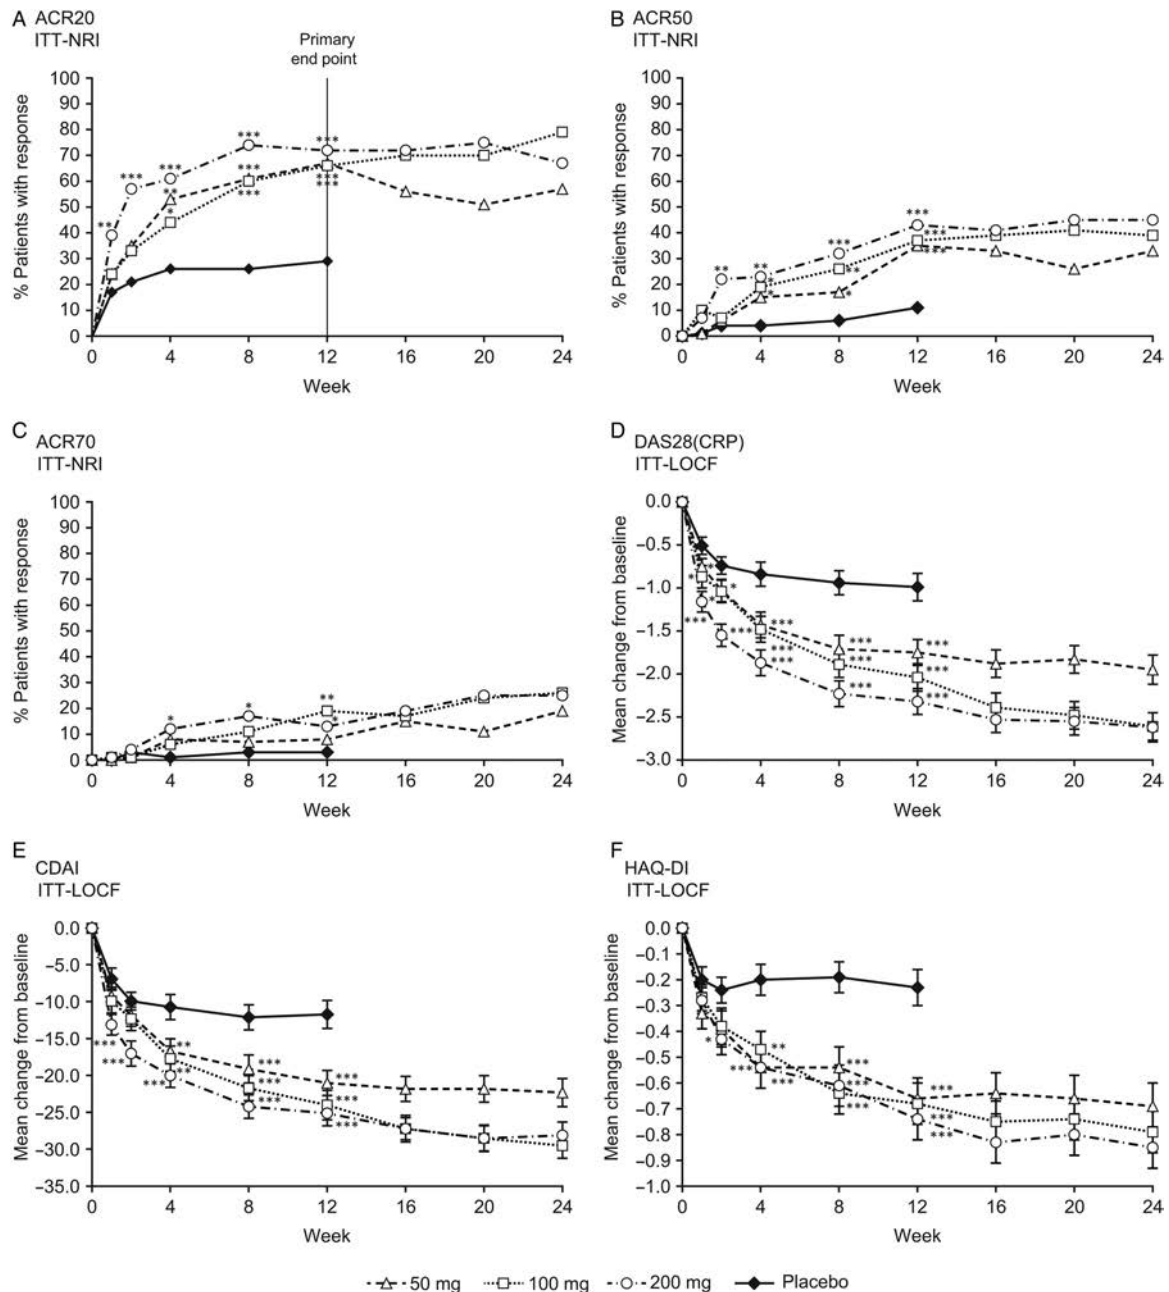 A ACR20
ITT-NRI
Primary
end point
% Patients with response
100
90
80
70
60
50
40
30
20
10
0
** *** *** *** ***
** *** ***
* *** ***
0 4 8 12 16 20 24
Week
B ACR50
ITT-NRI
% Patients with response
100
90
80
70
60
50
40
30
20
10
0
** ** *** ***
* ** ***
* * ***
0 4 8 12 16 20 24
Week
C ACR70
ITT-NRI
% Patients with response
100
90
80
70
60
50
40
30
20
10
0
* * **
*
0 4 8 12 16 20 24
Week
D DAS28(CRP)
ITT-LOCF
Mean change from baseline
0.0
–0.5
–1.0
–1.5
–2.0
–2.5
–3.0
* * * *
*** *** *** *** ***
*** *** ***
*** *** ***
0 4 8 12 16 20 24
Week
E CDAI
ITT-LOCF
Mean change from baseline
0.0
–5.0
–10.0
–15.0
–20.0
–25.0
–30.0
–35.0
*** ** *** ***
*** ** *** ***
*** *** ***
0 4 8 12 16 20 24
Week
F HAQ-DI
ITT-LOCF
Mean change from baseline
0.0
–0.1
–0.2
–0.3
–0.4
–0.5
–0.6
–0.7
–0.8
–0.9
–1.0
* ** *** ***
*** *** ***
*** *** ***
0 4 8 12 16 20 24
Week
50 mg 100 mg 200 mg Placebo